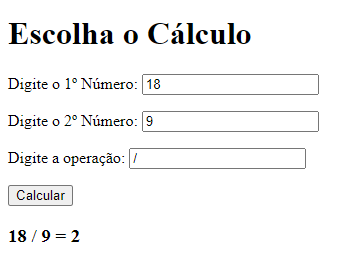 Escolha o Cálculo
Digite o 1º Número: 18
Digite o 2º Número: 9
Digite a operação: /
Calcular
18 / 9 = 2